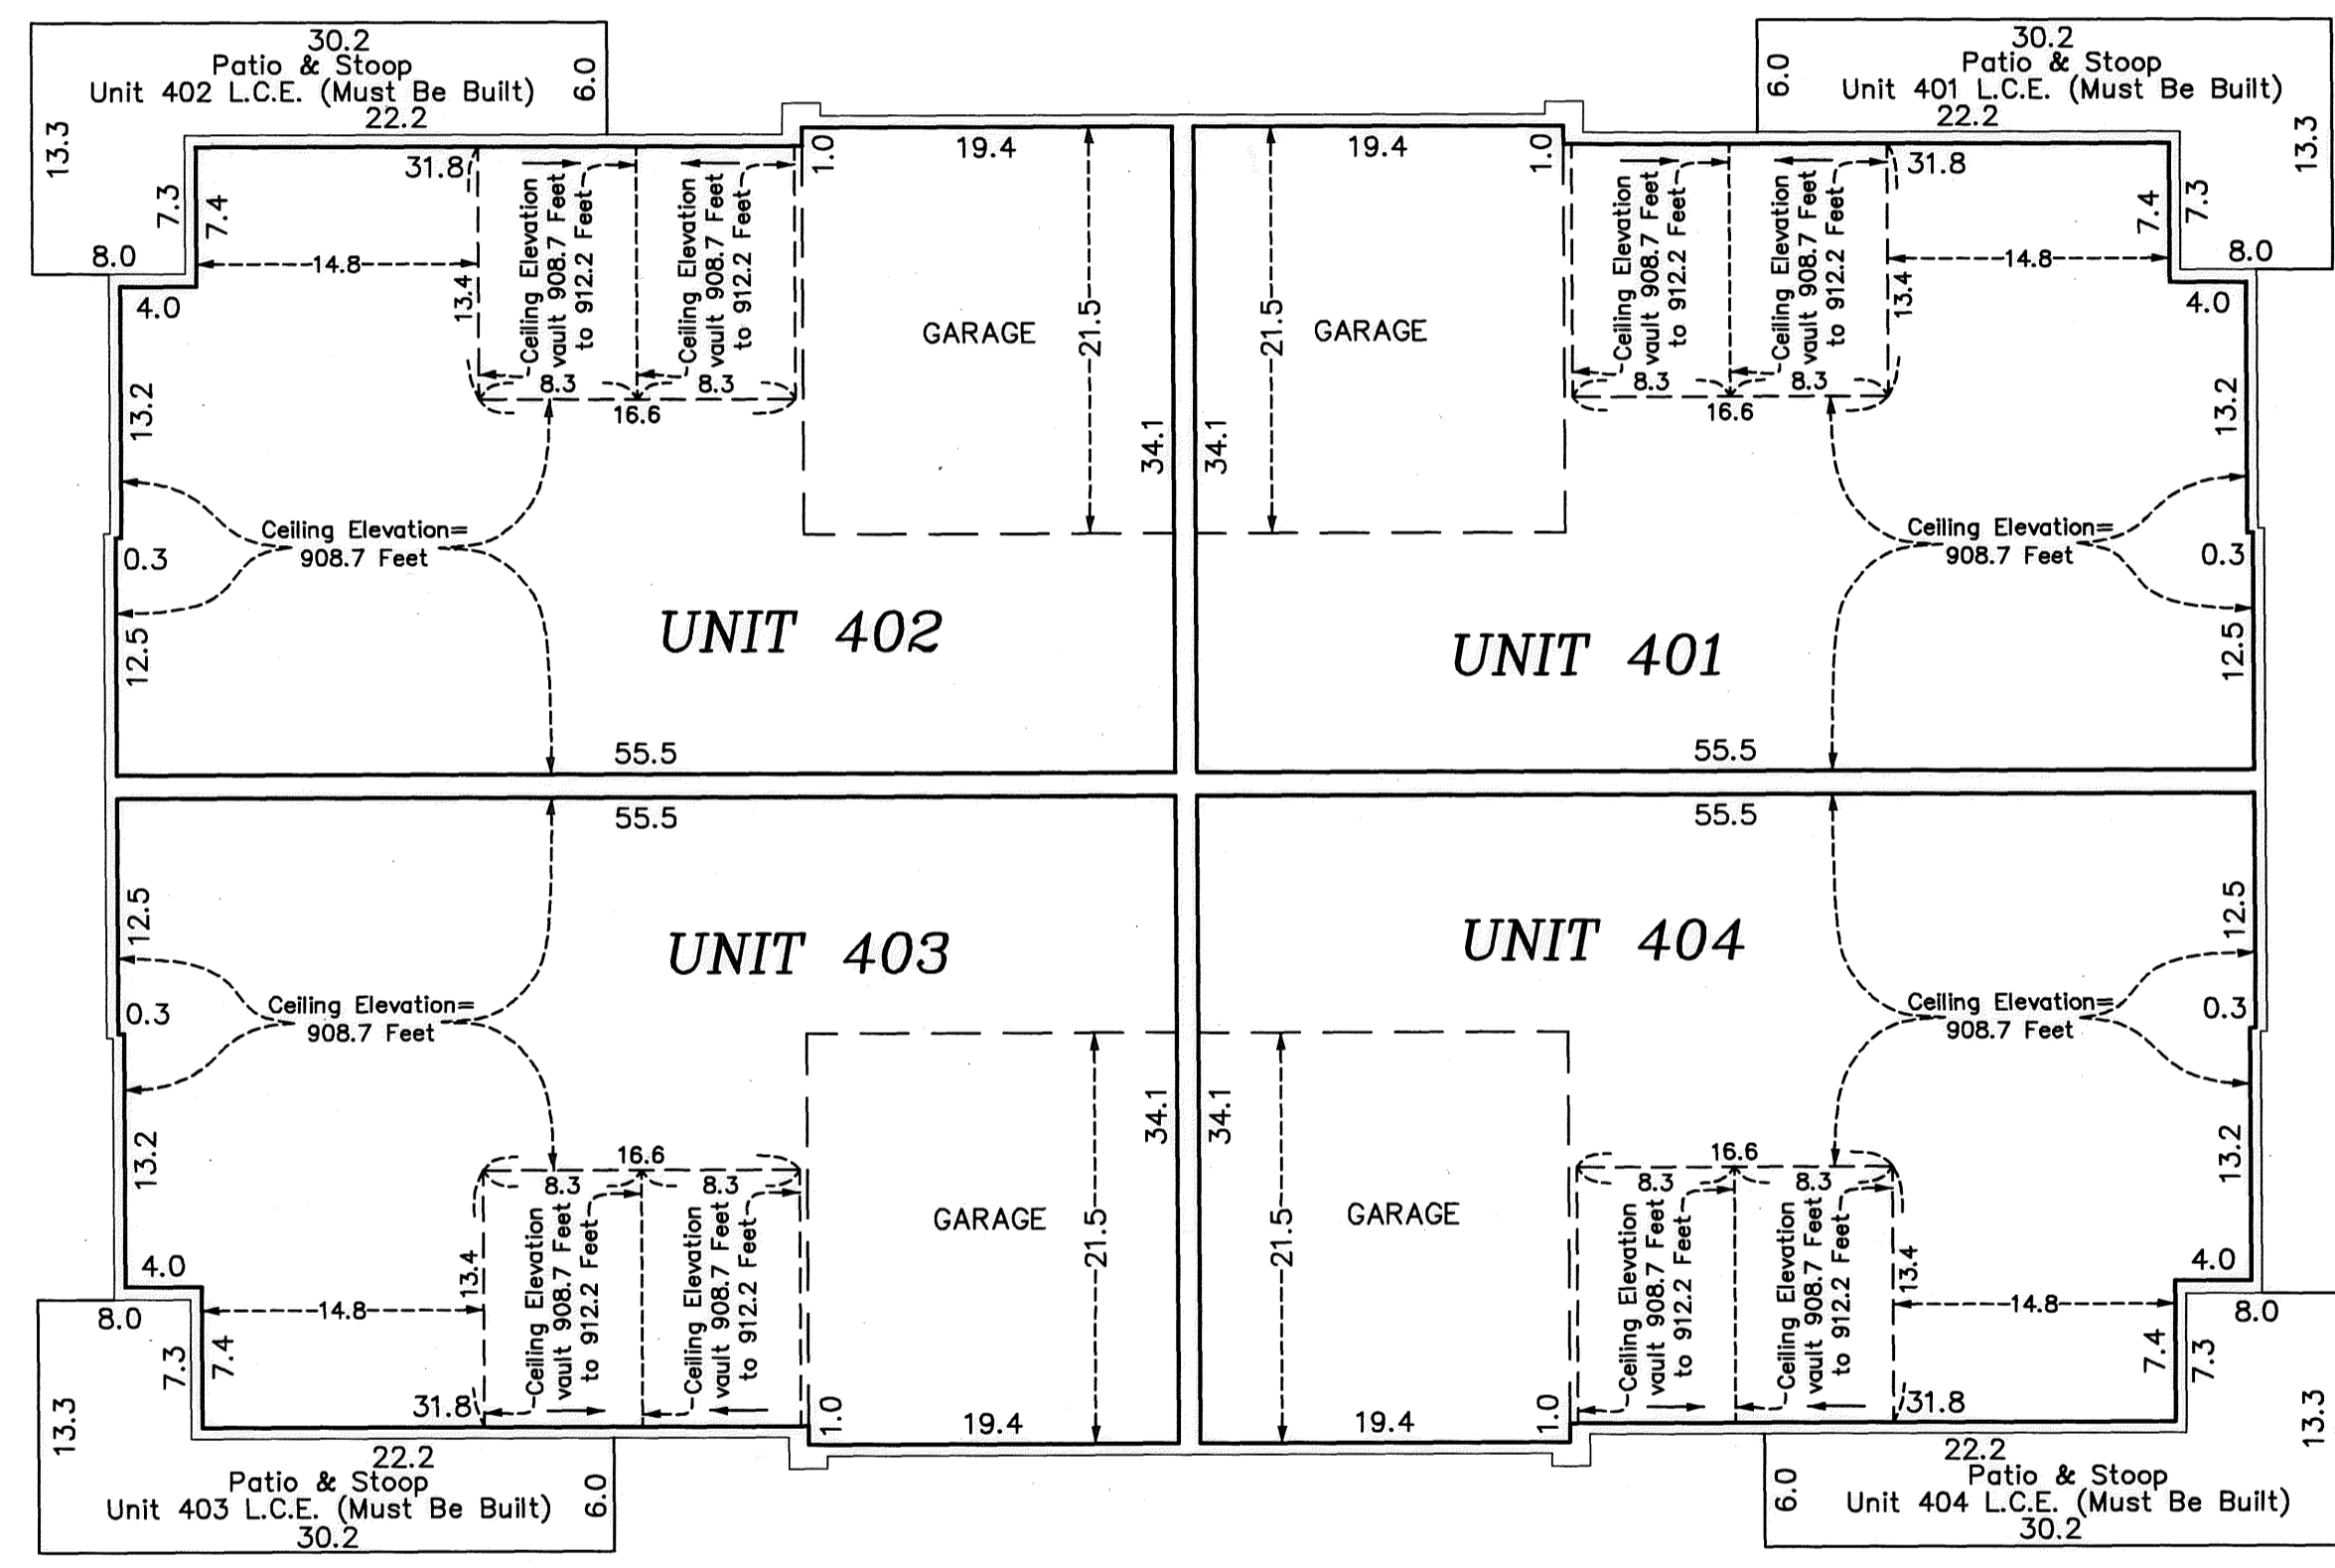 30.2
Patio & Stoop
Unit 402 L.C.E. (Must Be Built)
22.2
6.0
13.3
7.3
7.4
8.0
4.0
31.8
14.8
13.4
Ceiling Elevation
vault 908.7 Feet
to 912.2 Feet
Ceiling Elevation
vault 908.7 Feet
to 912.2 Feet
8.3
8.3
16.6
1.0
19.4
GARAGE
21.5
34.1
13.2
Ceiling Elevation=
908.7 Feet
0.3
12.5
UNIT 402
55.5
30.2
Patio & Stoop
Unit 401 L.C.E. (Must Be Built)
22.2
6.0
13.3
7.3
7.4
8.0
4.0
31.8
14.8
13.4
Ceiling Elevation
vault 908.7 Feet
to 912.2 Feet
Ceiling Elevation
vault 908.7 Feet
to 912.2 Feet
8.3
8.3
16.6
1.0
19.4
GARAGE
21.5
34.1
13.2
Ceiling Elevation=
908.7 Feet
0.3
12.5
UNIT 401
55.5
55.5
12.5
UNIT 403
Ceiling Elevation=
908.7 Feet
0.3
13.2
34.1
16.6
8.3
8.3
Ceiling Elevation
vault 908.7 Feet
to 912.2 Feet
Ceiling Elevation
vault 908.7 Feet
to 912.2 Feet
GARAGE
21.5
13.4
14.8
4.0
8.0
7.3
7.4
31.8
1.0
19.4
13.3
22.2
Patio & Stoop
Unit 403 L.C.E. (Must Be Built)
30.2
6.0
55.5
12.5
UNIT 404
Ceiling Elevation=
908.7 Feet
0.3
13.2
34.1
16.6
8.3
8.3
Ceiling Elevation
vault 908.7 Feet
to 912.2 Feet
Ceiling Elevation
vault 908.7 Feet
to 912.2 Feet
GARAGE
21.5
13.4
14.8
4.0
8.0
7.4
7.3
31.8
1.0
19.4
13.3
22.2
Patio & Stoop
Unit 404 L.C.E. (Must Be Built)
30.2
6.0